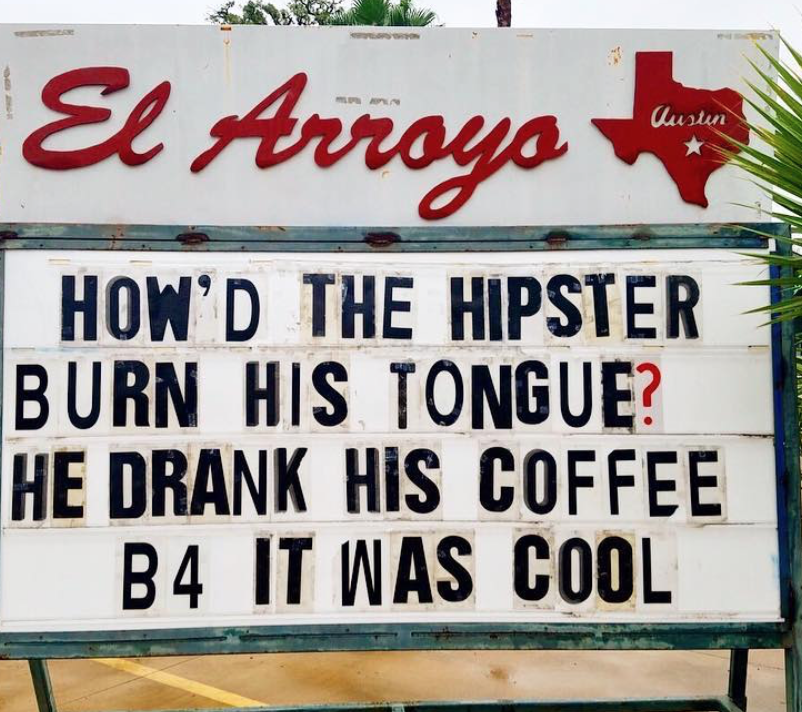 El Arroyo
Austin
HOW'D THE HIPSTER
BURN HIS TONGUE?
HE DRANK HIS COFFEE
B4 IT WAS COOL